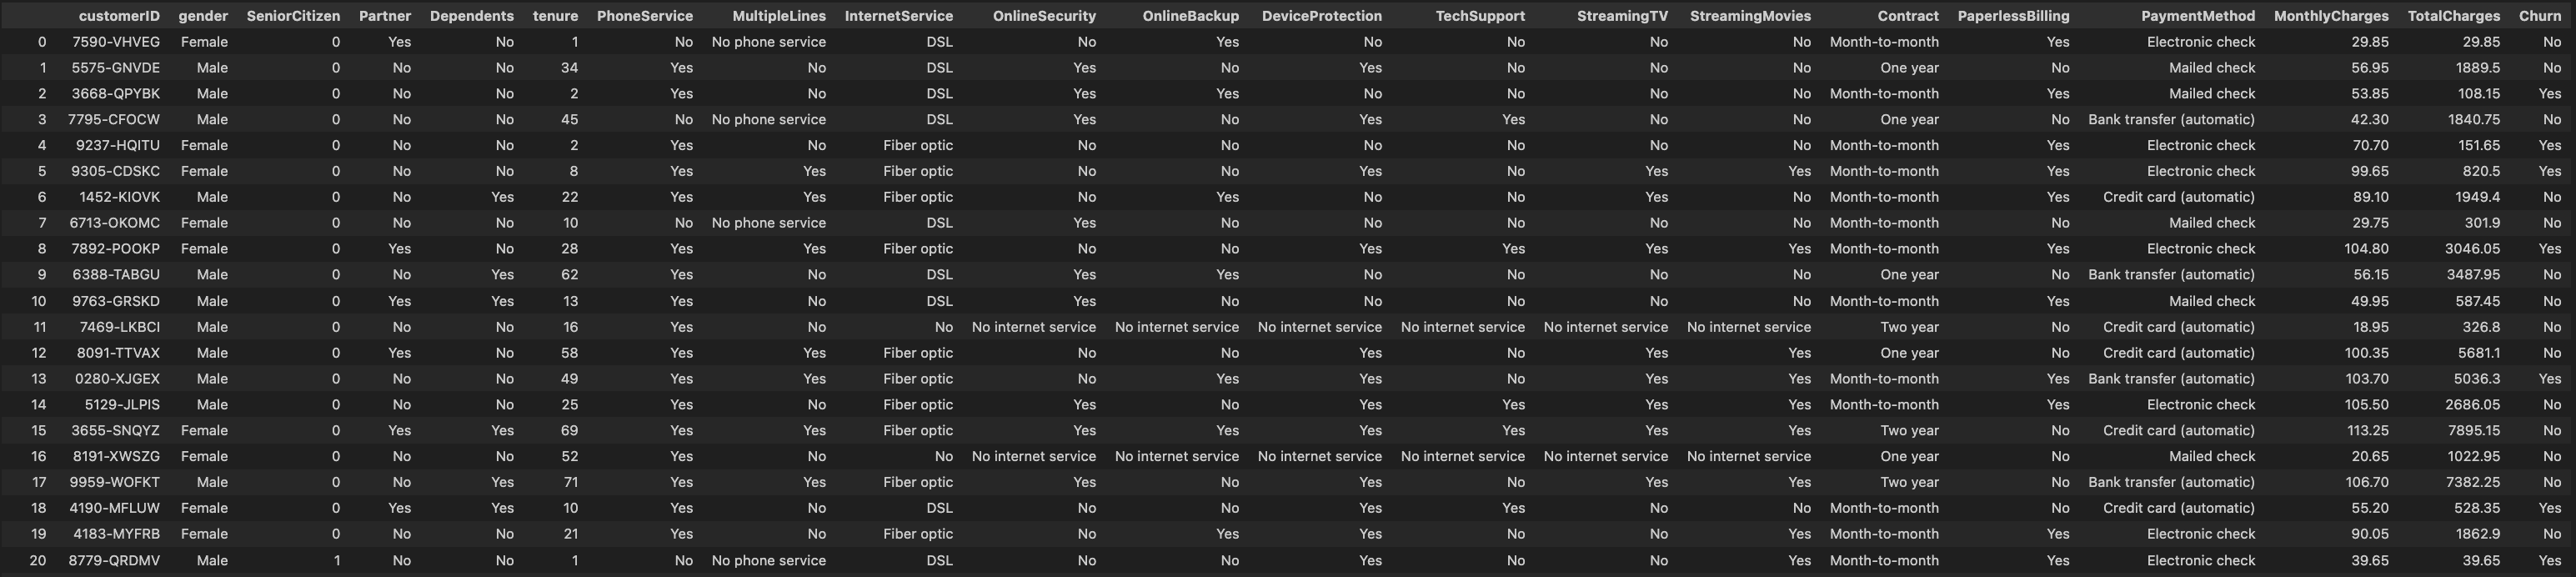 customerID gender SeniorCitizen Partner Dependents tenure PhoneService MultipleLines InternetService OnlineSecurity OnlineBackup DeviceProtection TechSupport StreamingTV StreamingMovies Contract PaperlessBilling PaymentMethod MonthlyCharges TotalCharges Churn
0 7590-VHVEG Female 0 Yes No 1 No No phone service DSL No Yes No No No No Month-to-month Yes Electronic check 29.85 29.85 No
1 5575-GNVDE Male 0 No No 34 Yes No DSL Yes No Yes No No No One year No Mailed check 56.95 1889.5 No
2 3668-QPYBK Male 0 No No 2 Yes No DSL Yes Yes No No No No Month-to-month Yes Mailed check 53.85 108.15 Yes
3 7795-CFOCW Male 0 No No 45 No No phone service DSL Yes No Yes Yes No No One year No Bank transfer (automatic) 42.30 1840.75 No
4 9237-HQITU Female 0 No No 2 Yes No Fiber optic No No No No No No Month-to-month Yes Electronic check 70.70 151.65 Yes
5 9305-CDSKC Female 0 No No 8 Yes Yes Fiber optic No No Yes No Yes Yes Month-to-month Yes Electronic check 99.65 820.5 Yes
6 1452-KIOVK Male 0 No Yes 22 Yes Yes Fiber optic No Yes No No Yes No Month-to-month Yes Credit card (automatic) 89.10 1949.4 No
7 6713-OKOMC Female 0 No No 10 No No phone service DSL Yes No No No No No Month-to-month No Mailed check 29.75 301.9 No
8 7892-POOKP Female 0 Yes No 28 Yes Yes Fiber optic No No Yes Yes Yes Yes Month-to-month Yes Electronic check 104.80 3046.05 Yes
9 6388-TABGU Male 0 No Yes 62 Yes No DSL Yes Yes No No No No One year No Bank transfer (automatic) 56.15 3487.95 No
10 9763-GRSKD Male 0 Yes Yes 13 Yes No DSL Yes No No No No No Month-to-month Yes Mailed check 49.95 587.45 No
11 7469-LKBCI Male 0 No No 16 Yes No No No internet service No internet service No internet service No internet service No internet service No internet service Two year No Credit card (automatic) 18.95 326.8 No
12 8091-TTVAX Male 0 Yes No 58 Yes Yes Fiber optic No No Yes No Yes Yes One year No Credit card (automatic) 100.35 5681.1 No
13 0280-XJGEX Male 0 No No 49 Yes Yes Fiber optic No Yes Yes No Yes Yes Month-to-month Yes Bank transfer (automatic) 103.70 5036.3 Yes
14 5129-JLPIS Male 0 No No 25 Yes No Fiber optic Yes No Yes Yes Yes Yes Month-to-month Yes Electronic check 105.50 2686.05 No
15 3655-SNQYZ Female 0 Yes Yes 69 Yes Yes Fiber optic Yes Yes Yes Yes Yes Yes Two year No Credit card (automatic) 113.25 7895.15 No
16 8191-XWSZG Female 0 No No 52 Yes No No No internet service No internet service No internet service No internet service No internet service No internet service One year No Mailed check 20.65 1022.95 No
17 9959-WOFKT Male 0 No Yes 71 Yes Yes Fiber optic Yes No Yes No Yes Yes Two year No Bank transfer (automatic) 106.70 7382.25 No
18 4190-MFLUW Female 0 Yes Yes 10 Yes No DSL No No Yes Yes No No Month-to-month No Credit card (automatic) 55.20 528.35 Yes
19 4183-MYFRB Female 0 No No 21 Yes No Fiber optic No Yes Yes No No Yes Month-to-month Yes Electronic check 90.05 1862.9 No
20 8779-QRDMV Male 1 No No 1 No No phone service DSL No No Yes No No Yes Month-to-month Yes Electronic check 39.65 39.65 Yes